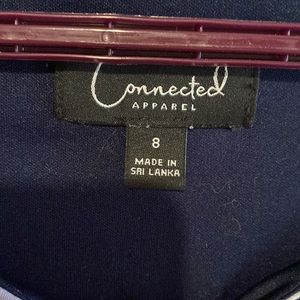 Connected
APPAREL
8
MADE IN
SRI LANKA